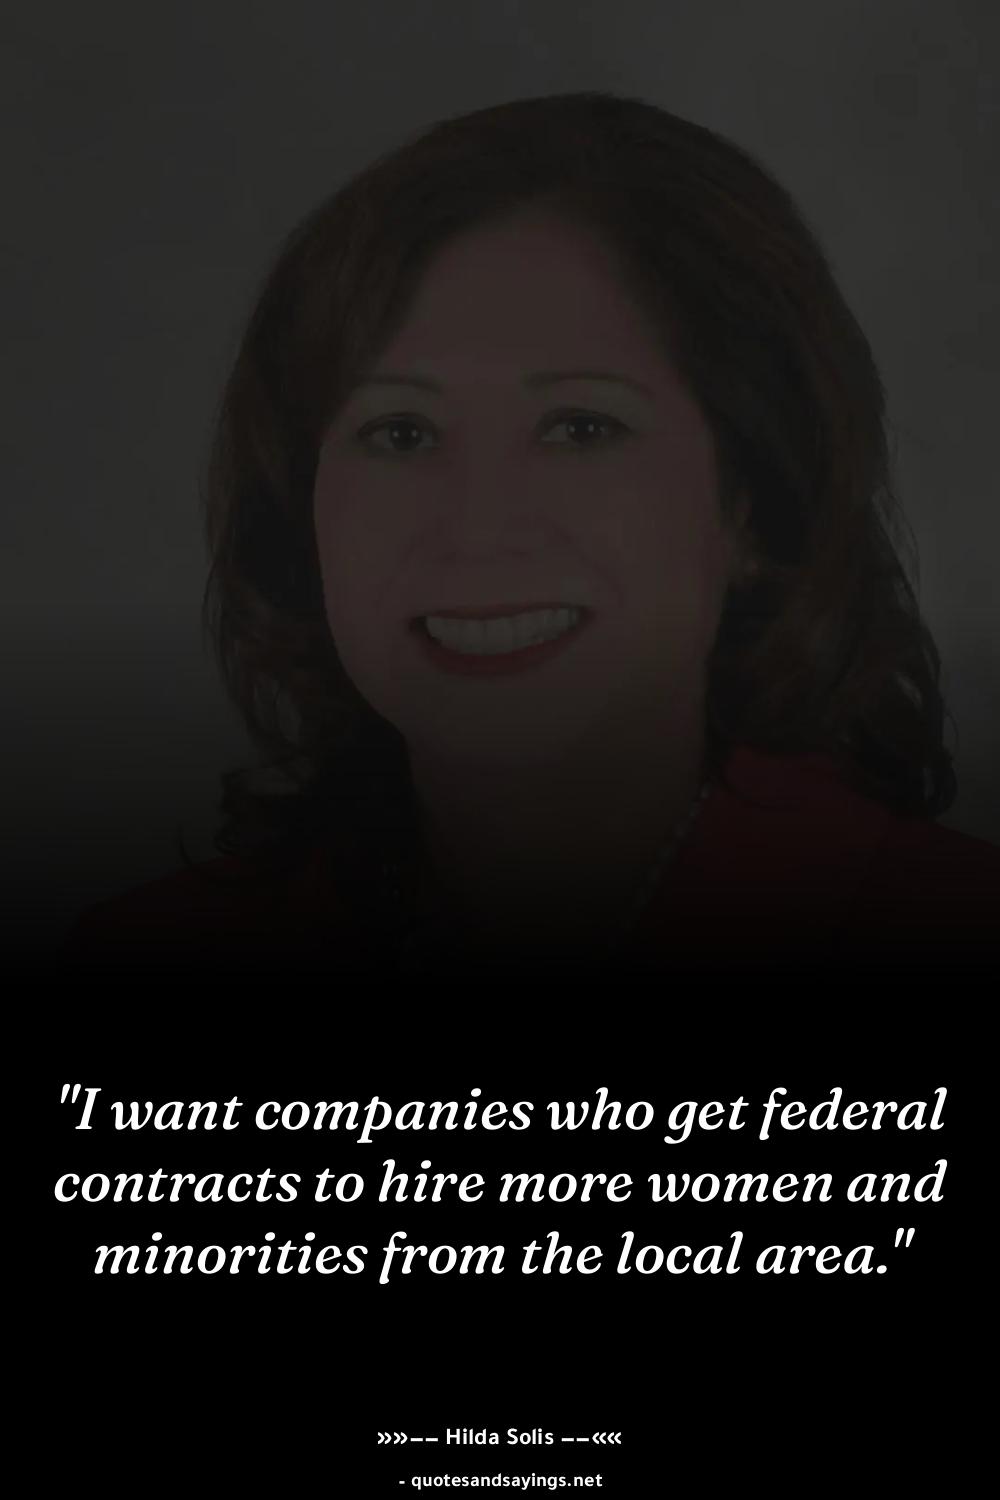 "I want companies who get federal
contracts to hire more women and
minorities from the local area."
»»–– Hilda Solis ––««
- quotesandsayings.net